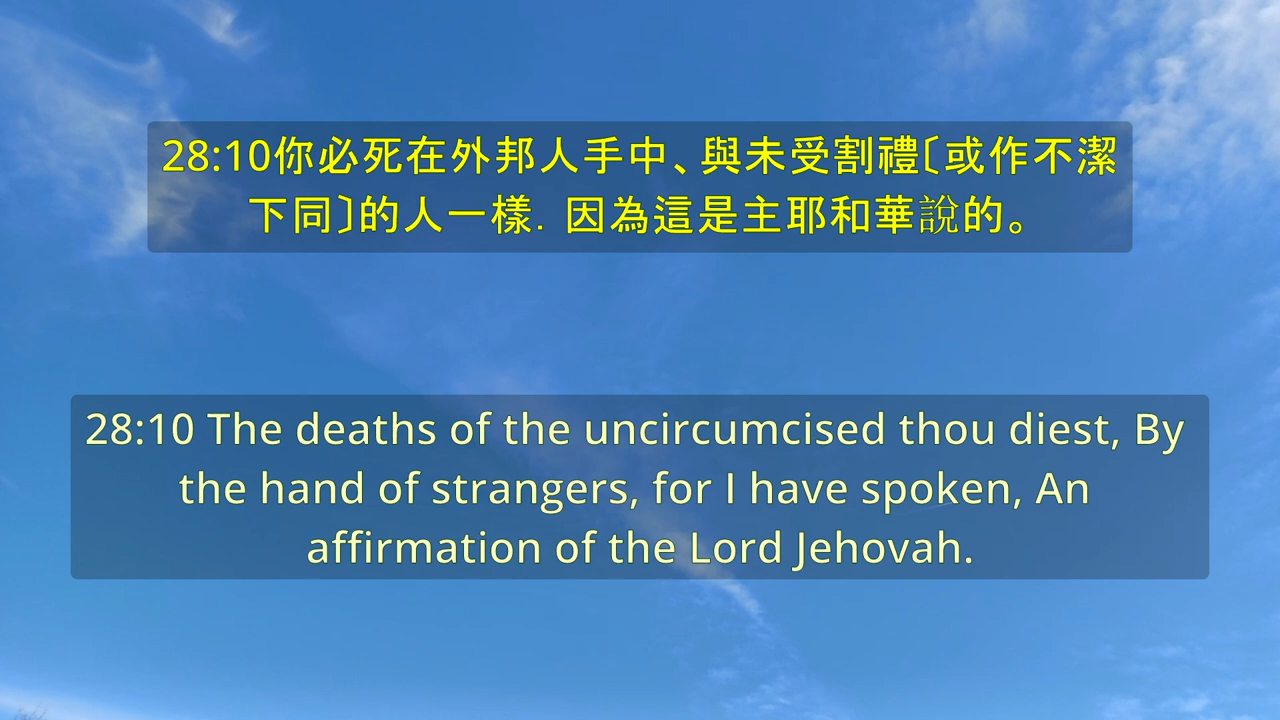 28:10你必死在外邦人手中、與未受割禮〔或作不潔
下同〕的人一樣．因為這是主耶和華說的。
28:10 The deaths of the uncircumcised thou diest, By
the hand of strangers, for I have spoken, An
affirmation of the Lord Jehovah.